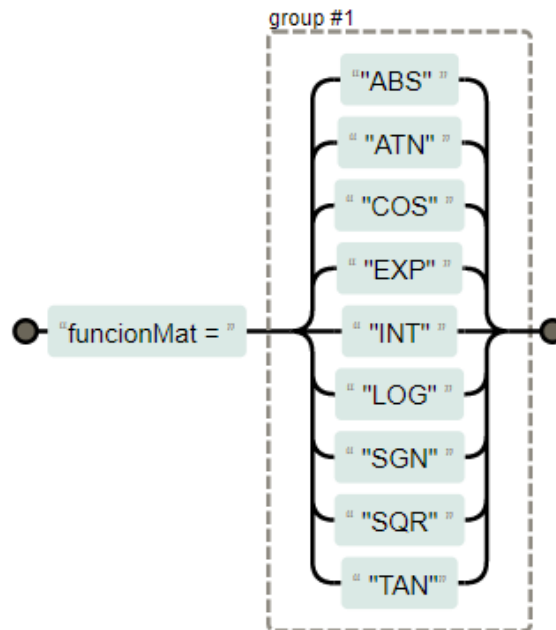 group #1
“"ABS" ”
“ "ATN" ”
“ "COS" ”
“ "EXP" ”
“funcionMat = ”
“ "INT" ”
“ "LOG" ”
“ "SGN" ”
“ "SQR" ”
“ "TAN"”